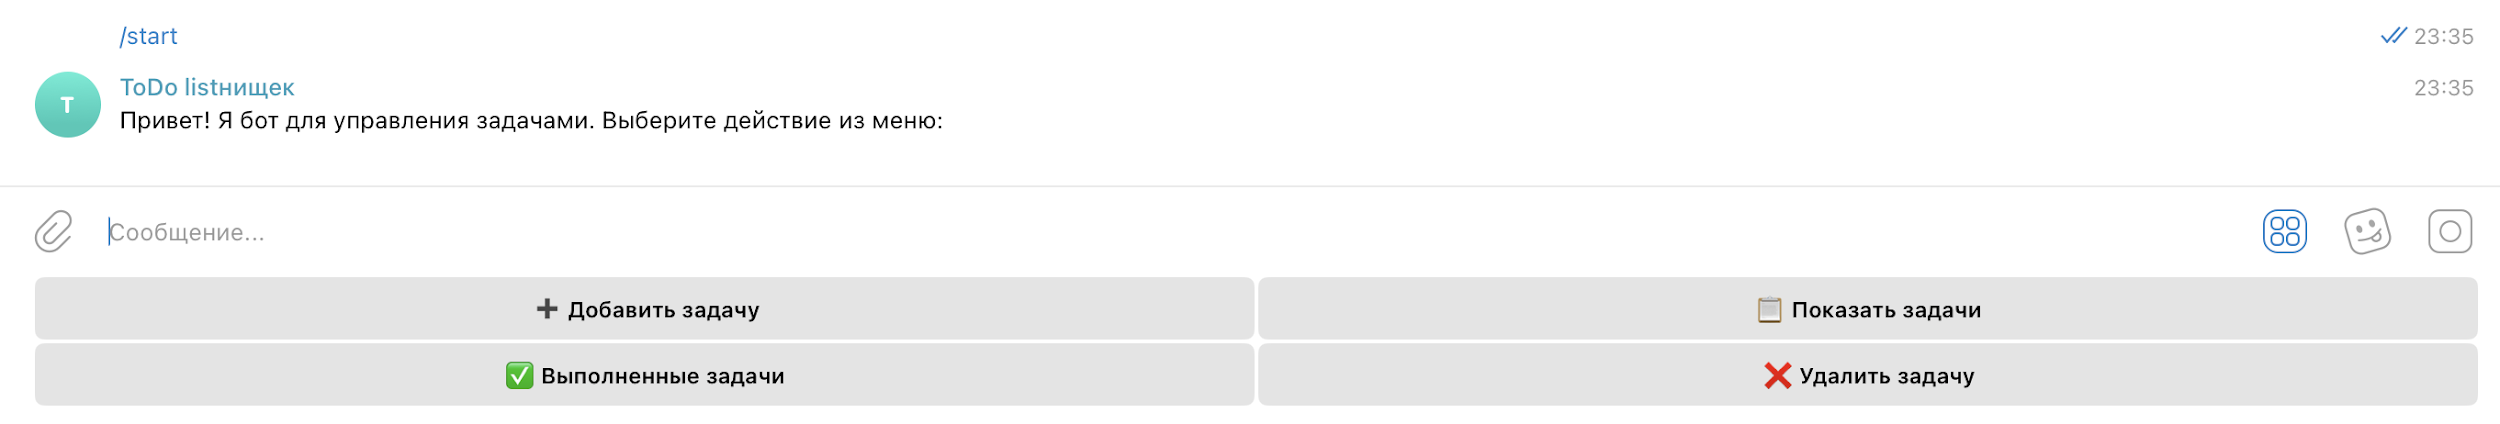 /start
23:35
ToDo listнищек
23:35
T
Привет! Я бот для управления задачами. Выберите действие из меню:
Сообщение...
➕ Добавить задачу
📋 Показать задачи
✅ Выполненные задачи
❌ Удалить задачу